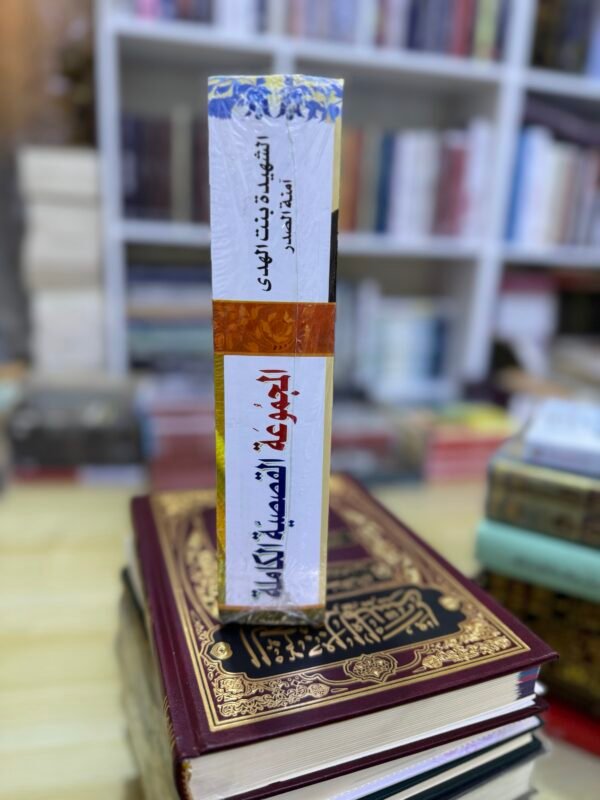 الشهيدة بنت الهدى
آمنة الصدر
المجموعة القصصية الكاملة